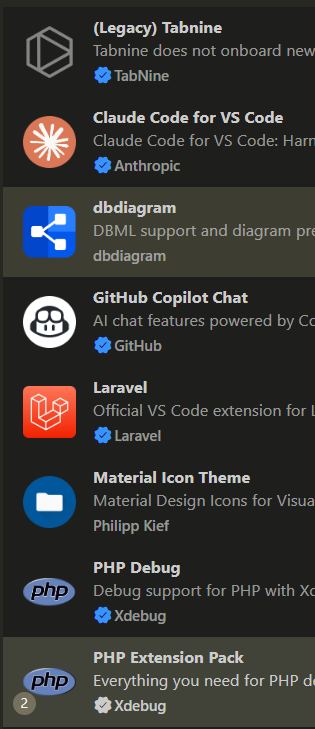 (Legacy) Tabnine
Tabnine does not onboard new
TabNine
Claude Code for VS Code
Claude Code for VS Code: Harn
Anthropic
dbdiagram
DBML support and diagram pre
dbdiagram
GitHub Copilot Chat
AI chat features powered by Co
GitHub
Laravel
Official VS Code extension for L
Laravel
Material Icon Theme
Material Design Icons for Visua
Philipp Kief
php
PHP Debug
Debug support for PHP with Xd
Xdebug
php
PHP Extension Pack
Everything you need for PHP de
2
Xdebug